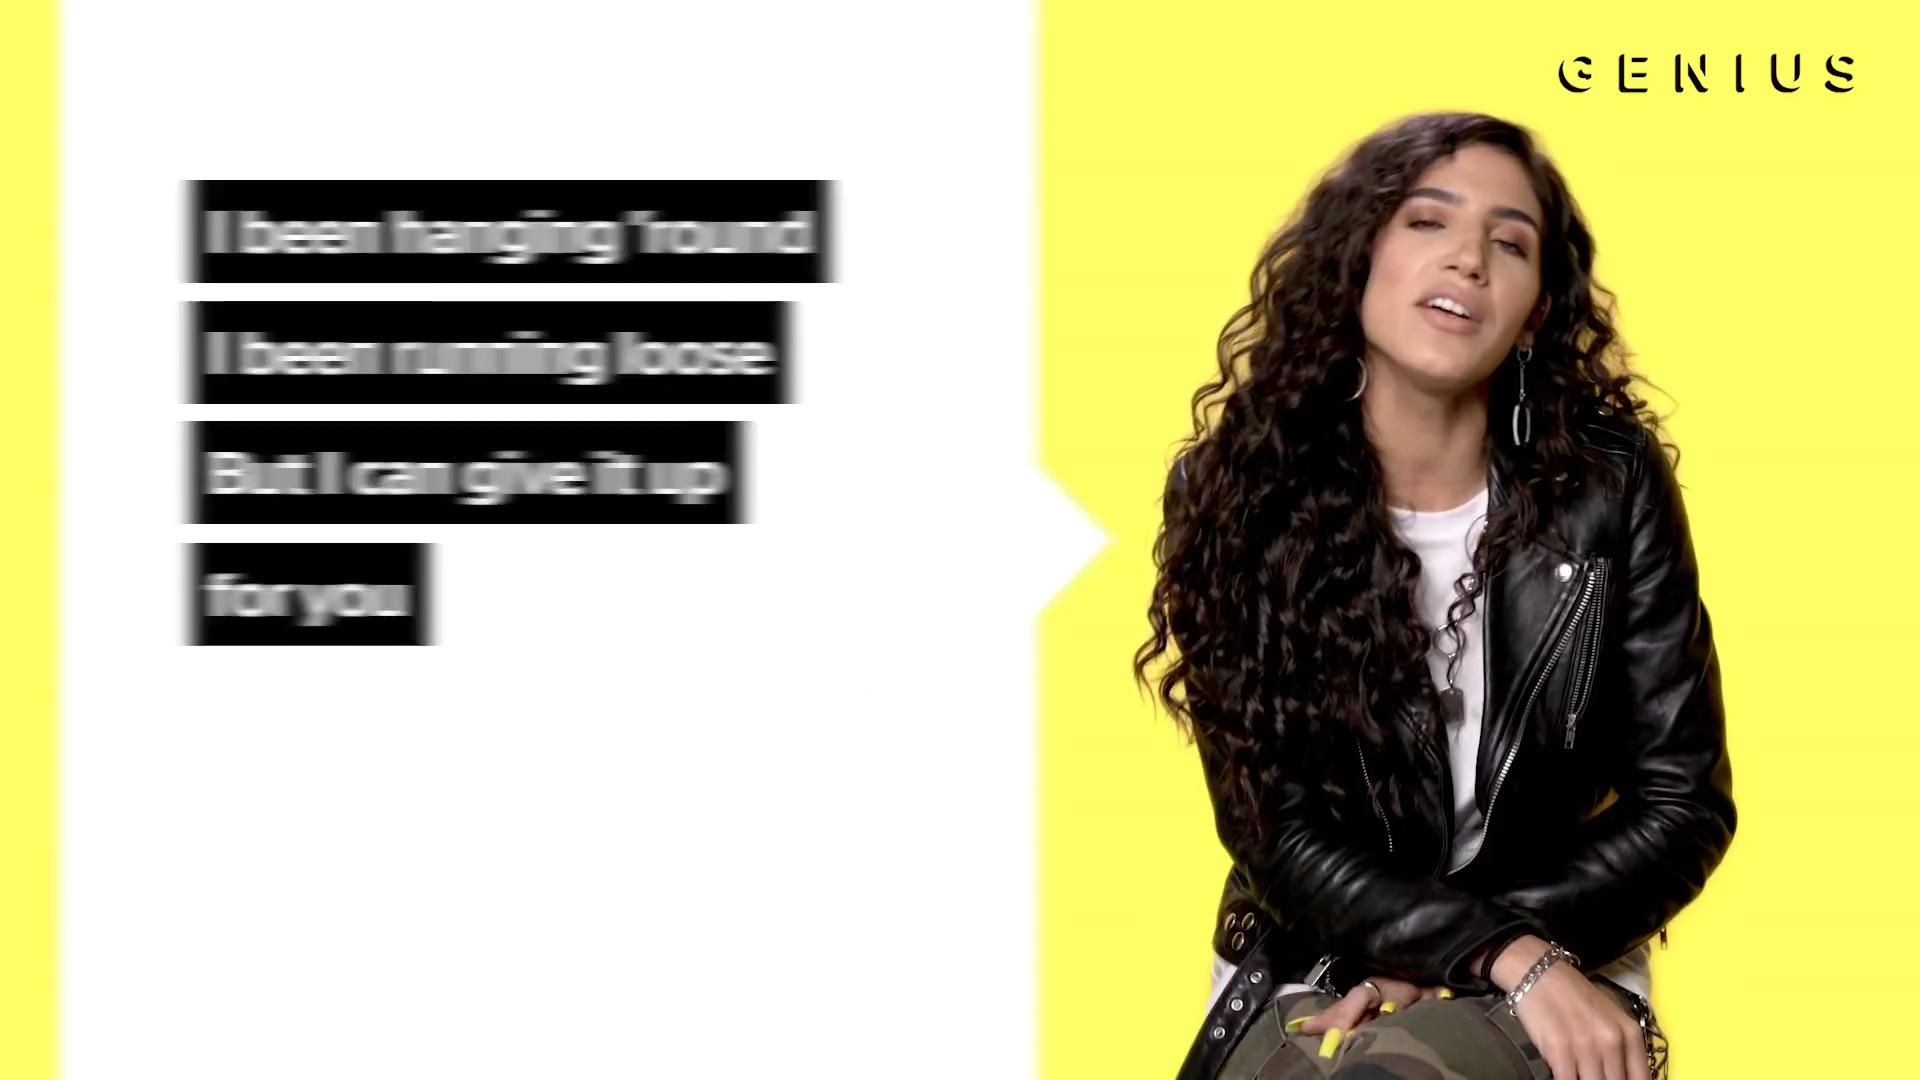 GENIUS
I been hanging 'round
I been running loose
But I can give it up
for you